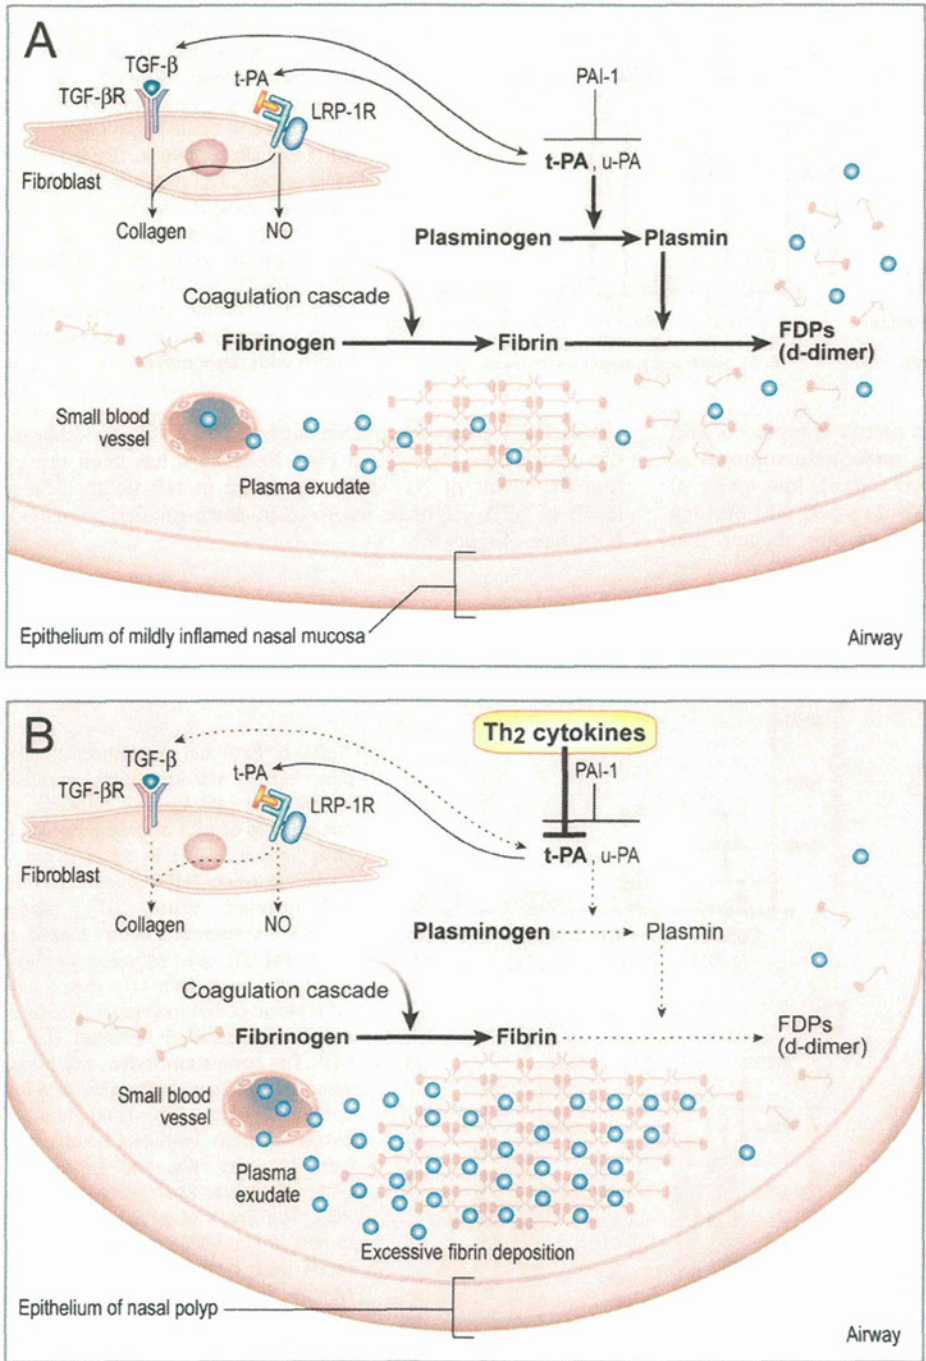 A
TGF-β
t-PA
TGF-βR
LRP-1R
PAI-1
t-PA , u-PA
Fibroblast
Collagen
NO
Plasminogen
Plasmin
Coagulation cascade
Fibrinogen
Fibrin
FDPs
(d-dimer)
Small blood
vessel
Plasma exudate
Epithelium of mildly inflamed nasal mucosa
Airway
B
Th2 cytokines
TGF-β
t-PA
TGF-βR
LRP-1R
PAI-1
t-PA , u-PA
Fibroblast
Collagen
NO
Plasminogen
Plasmin
Coagulation cascade
Fibrinogen
Fibrin
FDPs
(d-dimer)
Small blood
vessel
Plasma
exudate
Excessive fibrin deposition
Epithelium of nasal polyp
Airway